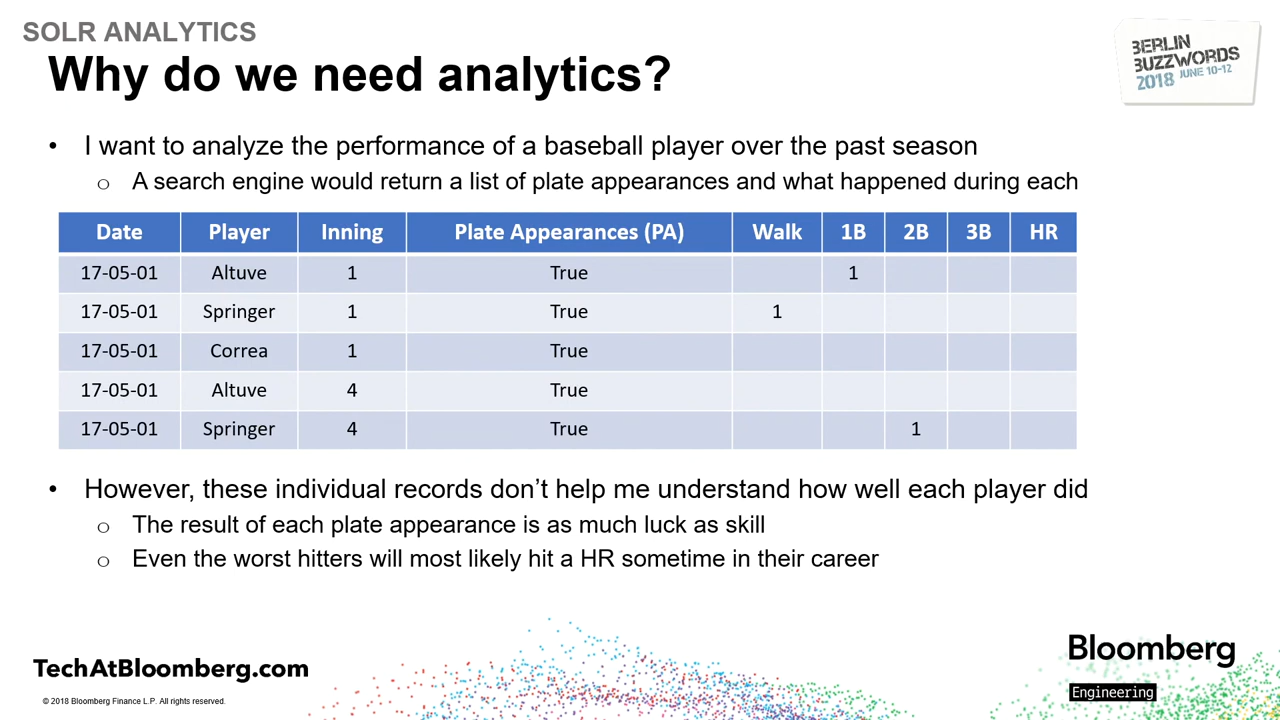 SOLR ANALYTICS
Why do we need analytics?
BERLIN
BUZZWORDS
2018 JUNE 10-12
• I want to analyze the performance of a baseball player over the past season
o A search engine would return a list of plate appearances and what happened during each
Date Player Inning Plate Appearances (PA) Walk 1B 2B 3B HR
17-05-01 Altuve 1 True 1
17-05-01 Springer 1 True 1
17-05-01 Correa 1 True
17-05-01 Altuve 4 True
17-05-01 Springer 4 True 1
• However, these individual records don’t help me understand how well each player did
o The result of each plate appearance is as much luck as skill
o Even the worst hitters will most likely hit a HR sometime in their career
TechAtBloomberg.com
© 2018 Bloomberg Finance L.P. All rights reserved.
Bloomberg
Engineering